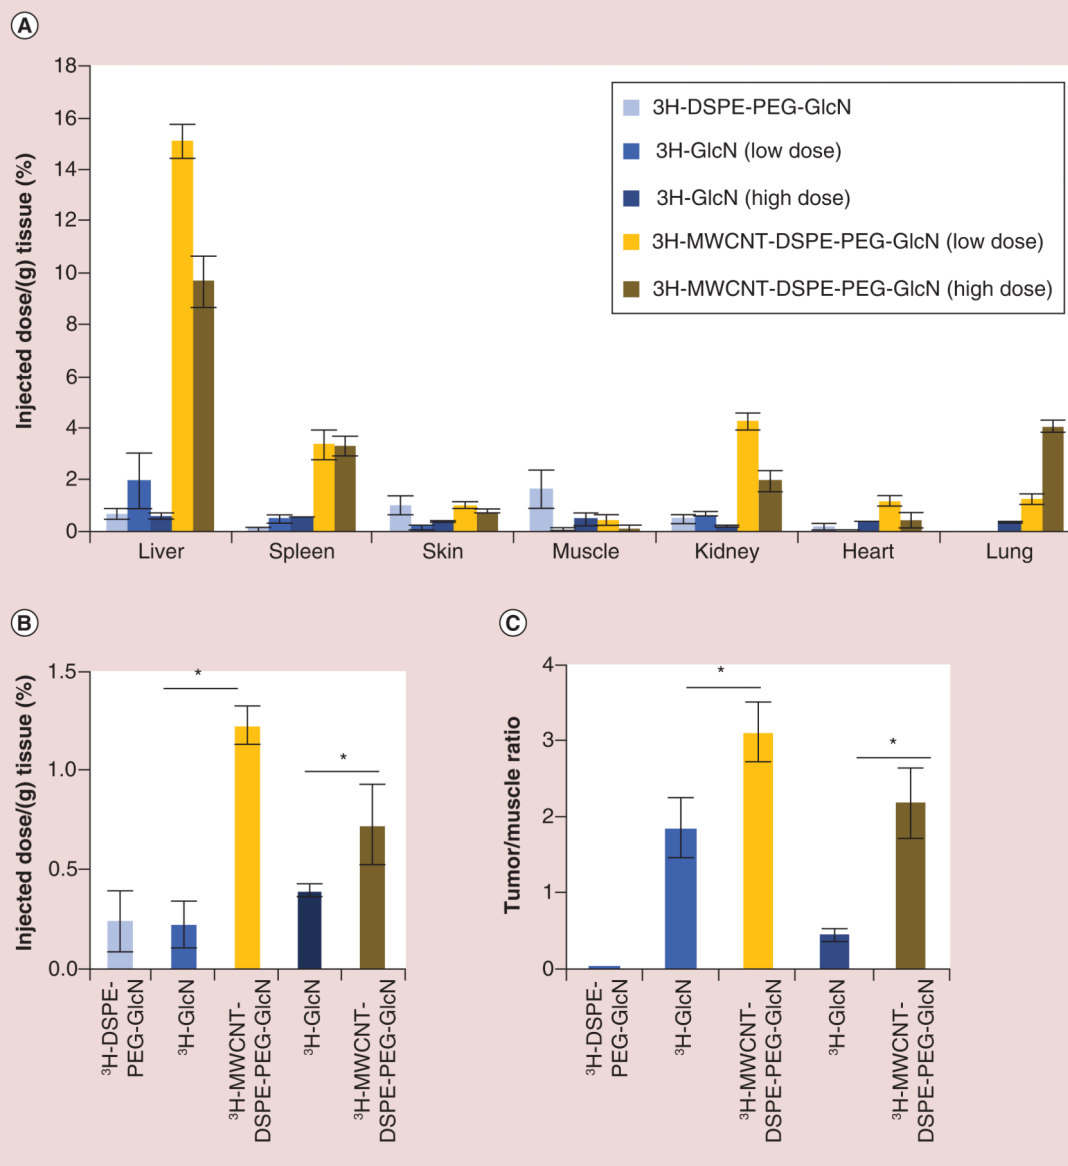 A
Injected dose/(g) tissue (%)
18
16
14
12
10
8
6
4
2
0
3H-DSPE-PEG-GlcN
3H-GlcN (low dose)
3H-GlcN (high dose)
3H-MWCNT-DSPE-PEG-GlcN (low dose)
3H-MWCNT-DSPE-PEG-GlcN (high dose)
Liver
Spleen
Skin
Muscle
Kidney
Heart
Lung
B
Injected dose/(g) tissue (%)
1.5
1.0
0.5
0.0
*
*
³H-DSPE-
PEG-GlcN
³H-GlcN
³H-MWCNT-
DSPE-PEG-GlcN
³H-GlcN
³H-MWCNT-
DSPE-PEG-GlcN
C
Tumor/muscle ratio
4
3
2
1
0
*
*
³H-DSPE-
PEG-GlcN
³H-GlcN
³H-MWCNT-
DSPE-PEG-GlcN
³H-GlcN
³H-MWCNT-
DSPE-PEG-GlcN